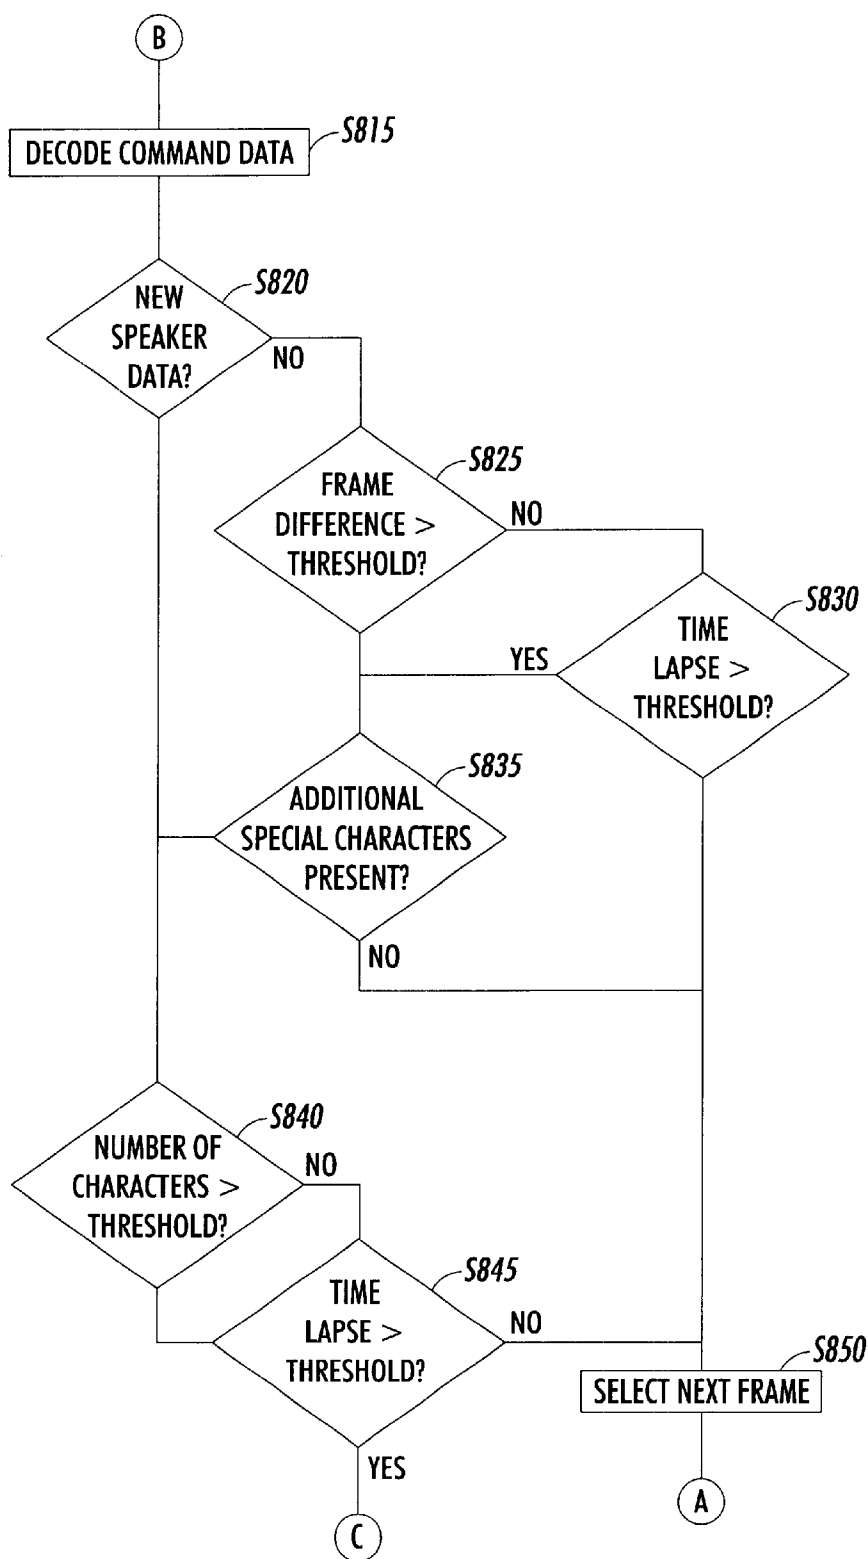 B
DECODE COMMAND DATA
S815
NEW
SPEAKER
DATA?
S820
NO
FRAME
DIFFERENCE >
THRESHOLD?
S825
NO
TIME
LAPSE >
THRESHOLD?
S830
YES
ADDITIONAL
SPECIAL CHARACTERS
PRESENT?
S835
NO
NUMBER OF
CHARACTERS >
THRESHOLD?
S840
NO
TIME
LAPSE >
THRESHOLD?
S845
NO
YES
SELECT NEXT FRAME
S850
A
C